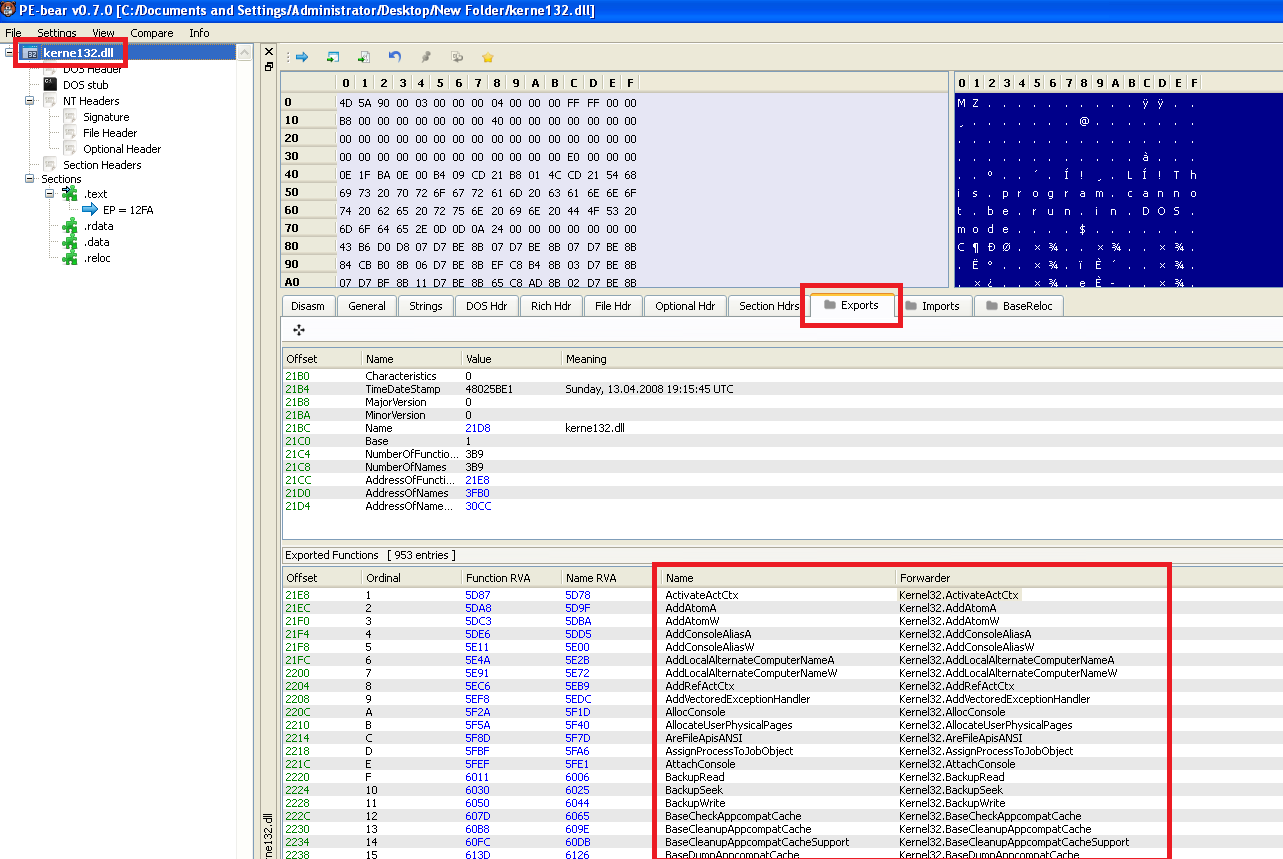 PE-bear v0.7.0 [C:/Documents and Settings/Administrator/Desktop/New Folder/kerne132.dll]
File Settings View Compare Info
kerne132.dll
DOS Header
DOS stub
NT Headers
Signature
File Header
Optional Header
Section Headers
Sections
.text
EP = 12FA
.rdata
.data
.reloc
0 1 2 3 4 5 6 7 8 9 A B C D E F
0 4D 5A 90 00 03 00 00 00 04 00 00 00 FF FF 00 00
10 B8 00 00 00 00 00 00 00 40 00 00 00 00 00 00 00
20 00 00 00 00 00 00 00 00 00 00 00 00 00 00 00 00
30 00 00 00 00 00 00 00 00 00 00 00 00 E0 00 00 00
40 0E 1F BA 0E 00 B4 09 CD 21 B8 01 4C CD 21 54 68
50 69 73 20 70 72 6F 67 72 61 6D 20 63 61 6E 6E 6F
60 74 20 62 65 20 72 75 6E 20 69 6E 20 44 4F 53 20
70 6D 6F 64 65 2E 0D 0D 0A 24 00 00 00 00 00 00 00
80 43 B6 D0 D8 07 D7 BE 8B 07 D7 BE 8B 07 D7 BE 8B
90 84 CB B0 8B 06 D7 BE 8B EF C8 B4 8B 03 D7 BE 8B
A0 07 D7 BF 8B 11 D7 BE 8B 65 C8 AD 8B 02 D7 BE 8B
0 1 2 3 4 5 6 7 8 9 A B C D E F
M Z . . . . . . . . . . ÿ ÿ . .
¸ . . . . . . . @ . . . . . . .
. . . . . . . . . . . . . . . .
. . . . . . . . . . . . à . . .
. . º . . ´ . Í ! ¸ . L Í ! T h
i s . p r o g r a m . c a n n o
t . b e . r u n . i n . D O S .
m o d e . . . . $ . . . . . . .
C ¶ Ð Ø . × ¾ . . × ¾ . . × ¾ .
. Ë ° . . × ¾ . ï È ´ . . × ¾ .
. × ¿ . . × ¾ . e È - . . × ¾ .
Disasm General Strings DOS Hdr Rich Hdr File Hdr Optional Hdr Section Hdrs Exports Imports BaseReloc
Offset Name Value Meaning
21B0 Characteristics 0
21B4 TimeDateStamp 48025BE1 Sunday, 13.04.2008 19:15:45 UTC
21B8 MajorVersion 0
21BA MinorVersion 0
21BC Name 21D8 kerne132.dll
21C0 Base 1
21C4 NumberOfFunctio... 3B9
21C8 NumberOfNames 3B9
21CC AddressOfFuncti... 21E8
21D0 AddressOfNames 3FB0
21D4 AddressOfName... 30CC
Exported Functions [ 953 entries ]
Offset Ordinal Function RVA Name RVA Name Forwarder
21E8 1 5D87 5D78 ActivateActCtx Kernel32.ActivateActCtx
21EC 2 5DA8 5D9F AddAtomA Kernel32.AddAtomA
21F0 3 5DC3 5DBA AddAtomW Kernel32.AddAtomW
21F4 4 5DE6 5DD5 AddConsoleAliasA Kernel32.AddConsoleAliasA
21F8 5 5E11 5E00 AddConsoleAliasW Kernel32.AddConsoleAliasW
21FC 6 5E4A 5E2B AddLocalAlternateComputerNameA Kernel32.AddLocalAlternateComputerNameA
2200 7 5E91 5E72 AddLocalAlternateComputerNameW Kernel32.AddLocalAlternateComputerNameW
2204 8 5EC6 5EB9 AddRefActCtx Kernel32.AddRefActCtx
2208 9 5EF8 5EDC AddVectoredExceptionHandler Kernel32.AddVectoredExceptionHandler
220C A 5F2A 5F1D AllocConsole Kernel32.AllocConsole
2210 B 5F5A 5F40 AllocateUserPhysicalPages Kernel32.AllocateUserPhysicalPages
2214 C 5F8D 5F7D AreFileApisANSI Kernel32.AreFileApisANSI
2218 D 5FBF 5FA6 AssignProcessToJobObject Kernel32.AssignProcessToJobObject
221C E 5FEF 5FE1 AttachConsole Kernel32.AttachConsole
2220 F 6011 6006 BackupRead Kernel32.BackupRead
2224 10 6030 6025 BackupSeek Kernel32.BackupSeek
2228 11 6050 6044 BackupWrite Kernel32.BackupWrite
222C 12 607D 6065 BaseCheckAppcompatCache Kernel32.BaseCheckAppcompatCache
2230 13 60B8 609E BaseCleanupAppcompatCache Kernel32.BaseCleanupAppcompatCache
2234 14 60FC 60DB BaseCleanupAppcompatCacheSupport Kernel32.BaseCleanupAppcompatCacheSupport
2238 15 613D 6126 BaseDumpAppcompatCache Kernel32.BaseDumpAppcompatCache
ne132.dll